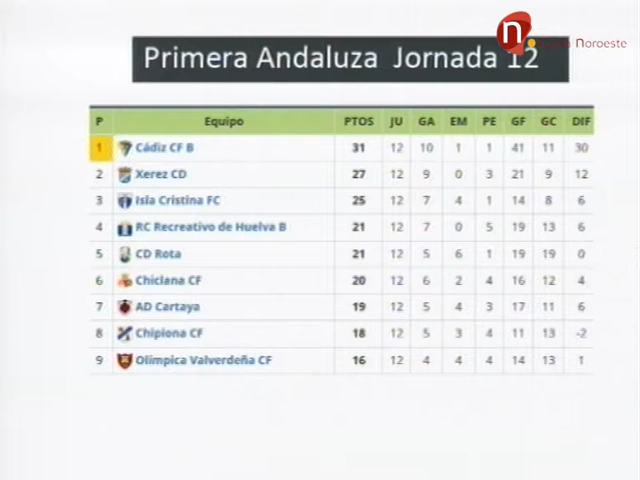 Noroeste
Primera Andaluza Jornada 12
P Equipo PTOS JU GA EM PE GF GC DIF
1 Cádiz CF B 31 12 10 1 1 41 11 30
2 Xerez CD 27 12 9 0 3 21 9 12
3 Isla Cristina FC 25 12 7 4 1 14 8 6
4 RC Recreativo de Huelva B 21 12 7 0 5 19 13 6
5 CD Rota 21 12 5 6 1 19 19 0
6 Chiclana CF 20 12 6 2 4 16 12 4
7 AD Cartaya 19 12 5 4 3 17 11 6
8 Chipiona CF 18 12 5 3 4 11 13 -2
9 Olímpica Valverdeña CF 16 12 4 4 4 14 13 1